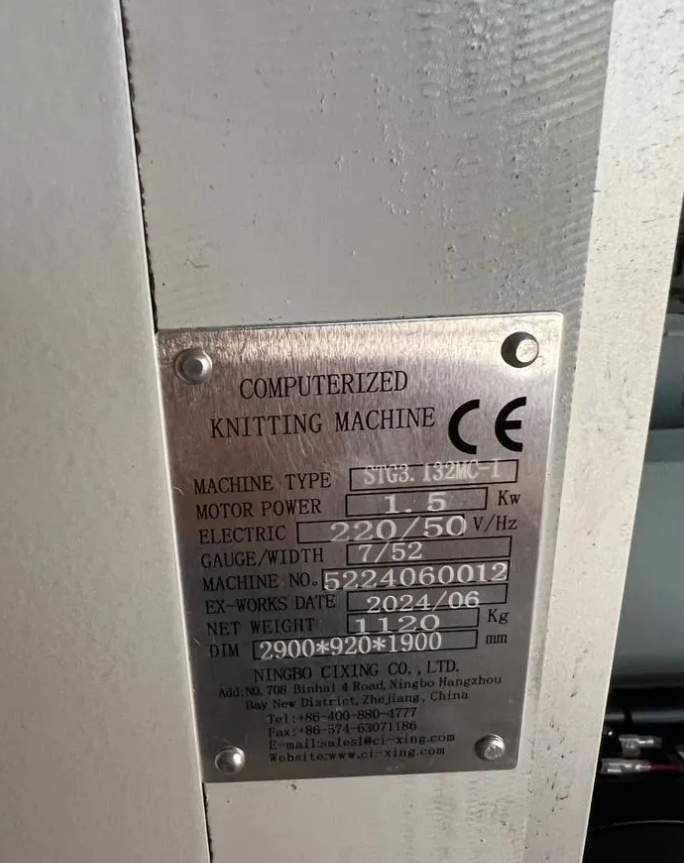 COMPUTERIZED
KNITTING MACHINE CE
MACHINE TYPE STG3.132MC-I
MOTOR POWER 1.5 Kw
ELECTRIC 220/50 V/Hz
GAUGE/WIDTH 7/52
MACHINE NO。 5224060012
EX-WORKS DATE 2024/06
NET WEIGHT 1120 Kg
DIM 2900*920*1900 mm
NINGBO CIXING CO.,LTD.
Add:NO.708 Binhai 4 Road,Ningbo Hangzhou
Bay New District,Zhejiang,China
Tel:+86-400-880-4777
Fax:+86-574-63071186
E-mail:sales1@ci-xing.com
Website:www.ci-xing.com